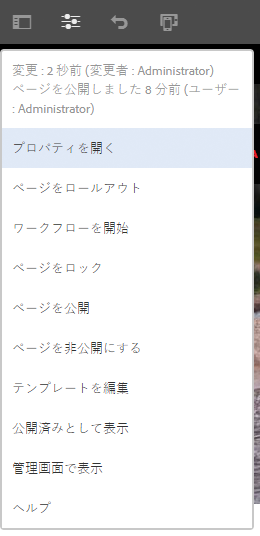 変更 : 2 秒前 (変更者 : Administrator)
ページを公開しました 8 分前 (ユーザー
: Administrator)
プロパティを開く
ページをロールアウト
ワークフローを開始
ページをロック
ページを公開
ページを非公開にする
テンプレートを編集
公開済みとして表示
管理画面で表示
ヘルプ